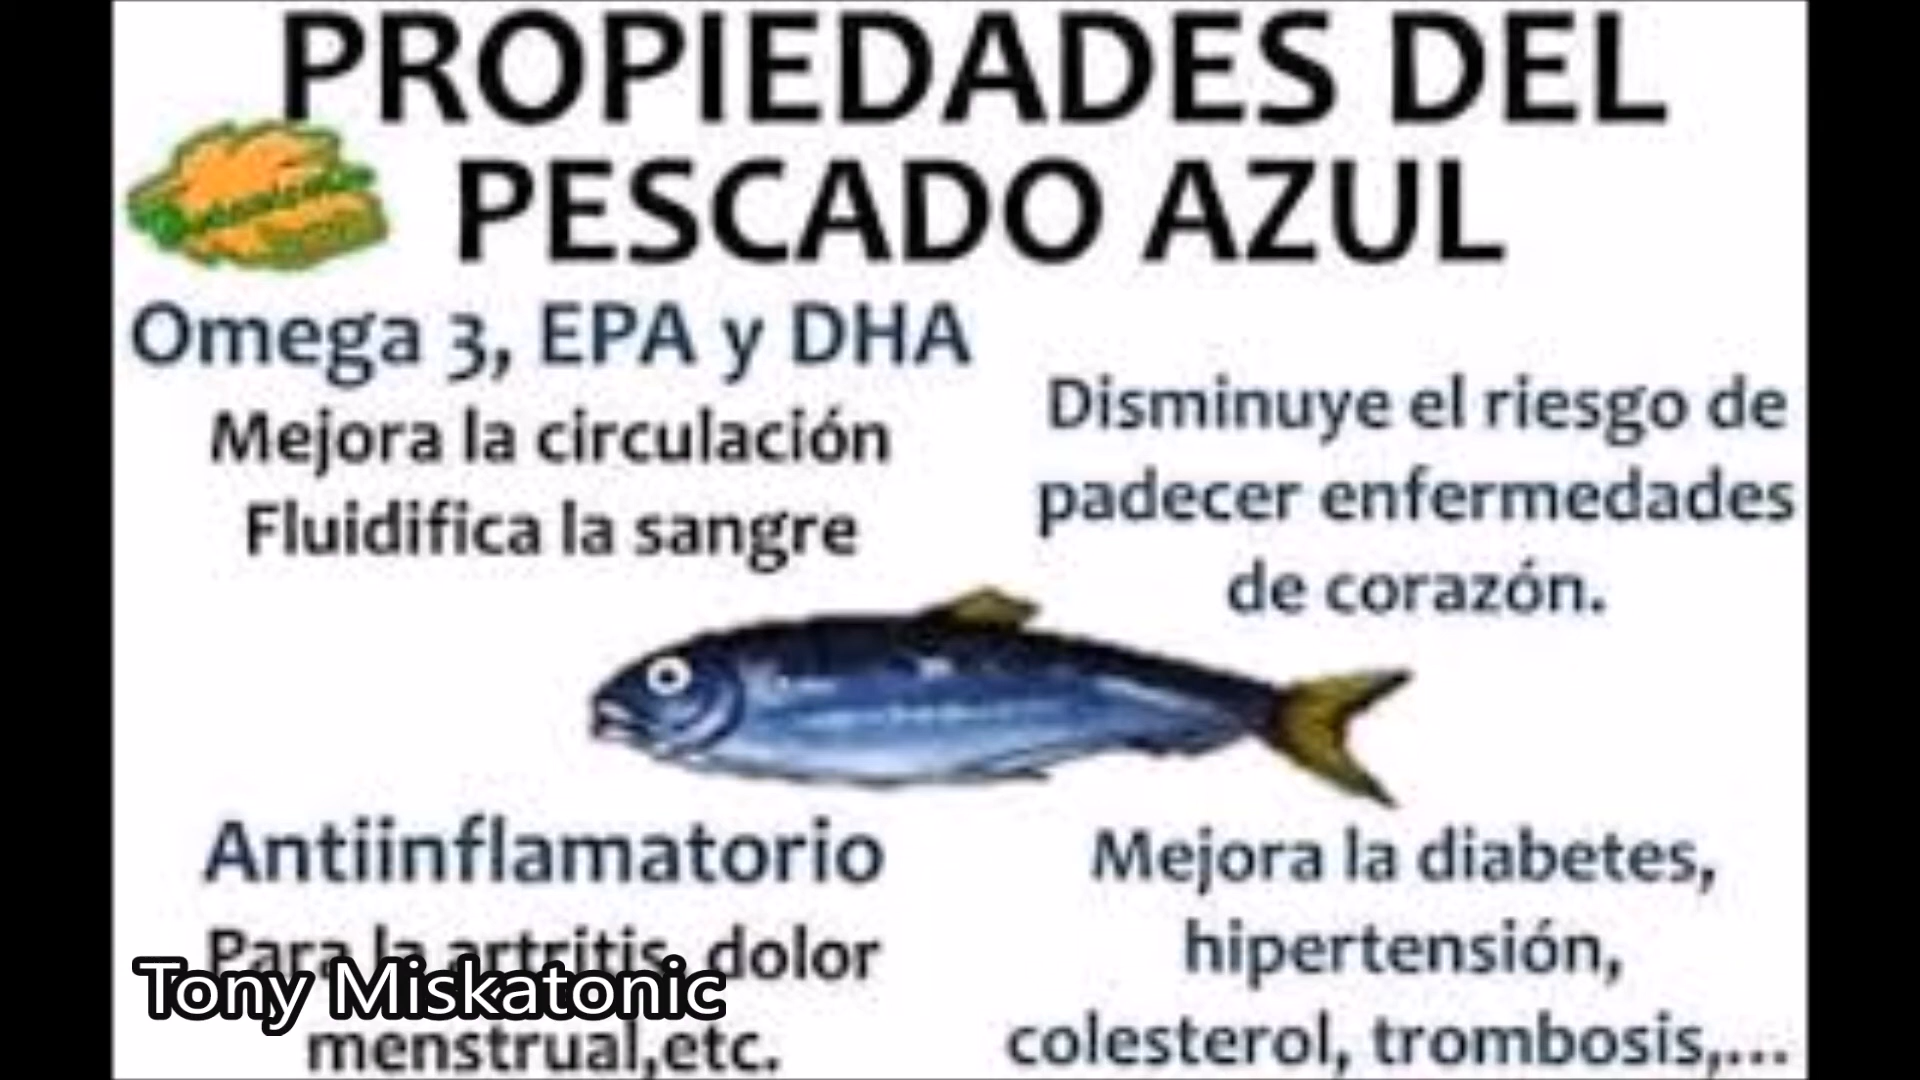 PROPIEDADES DEL
PESCADO AZUL
Omega 3, EPA y DHA
Mejora la circulación
Fluidifica la sangre
Disminuye el riesgo de
padecer enfermedades
de corazón.
Antiinflamatorio
Para la artritis, dolor
menstrual,etc.
Mejora la diabetes,
hipertensión,
colesterol, trombosis,...
Tony Miskatonic